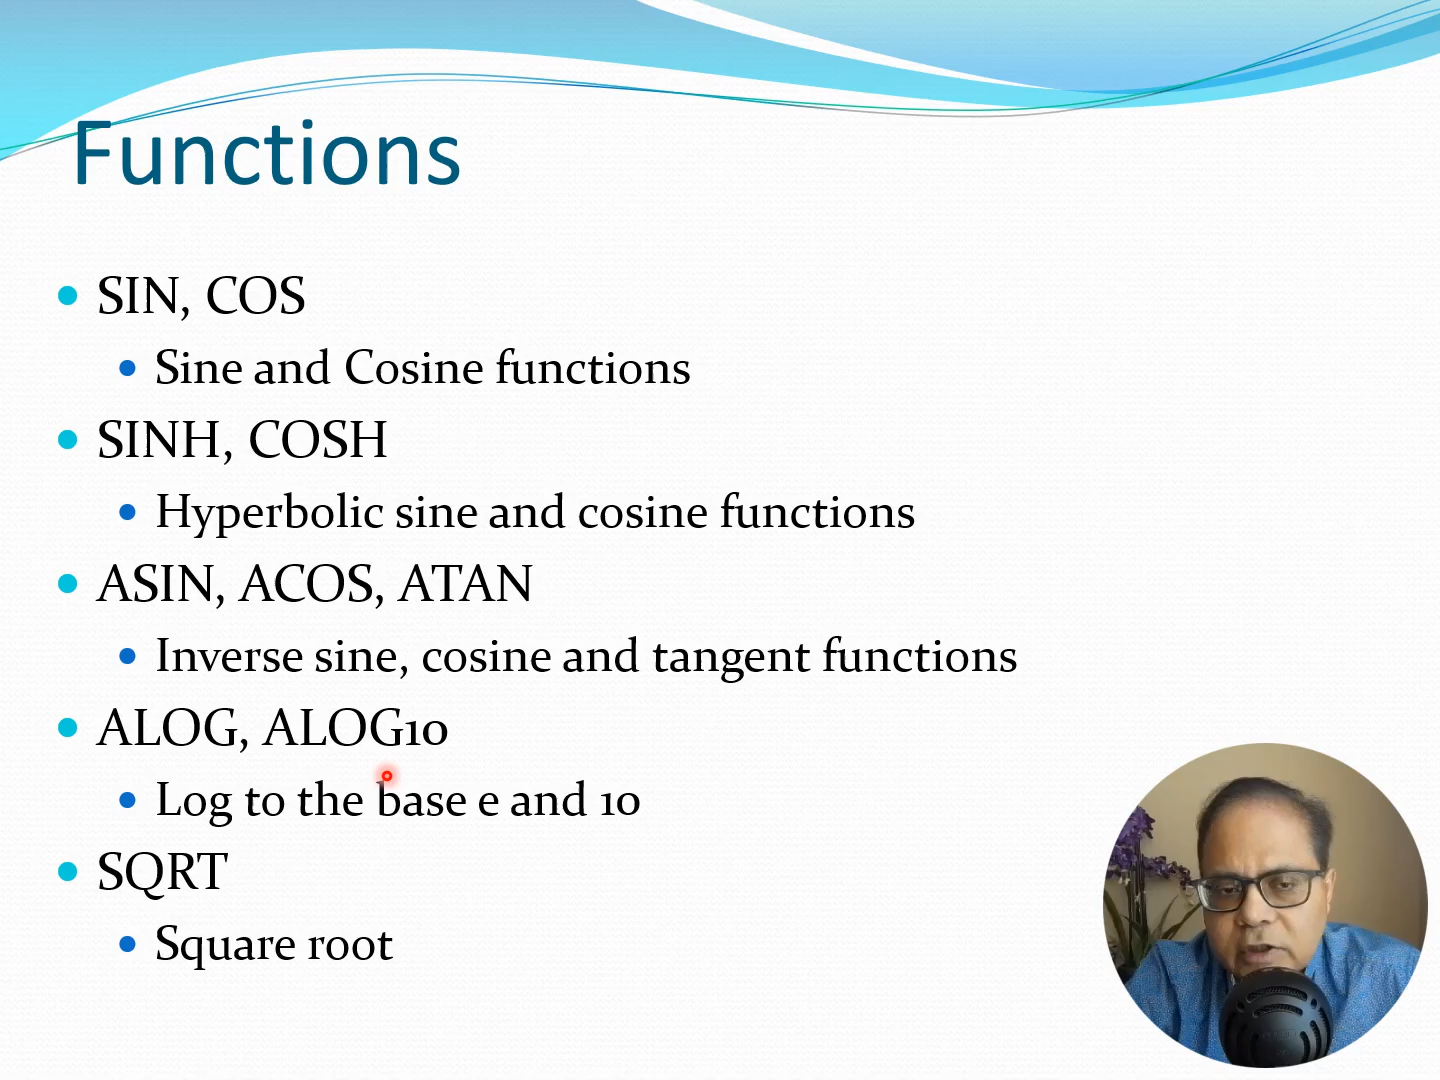 Functions
SIN, COS
Sine and Cosine functions
SINH, COSH
Hyperbolic sine and cosine functions
ASIN, ACOS, ATAN
Inverse sine, cosine and tangent functions
ALOG, ALOG10
Log to the base e and 10
SQRT
Square root